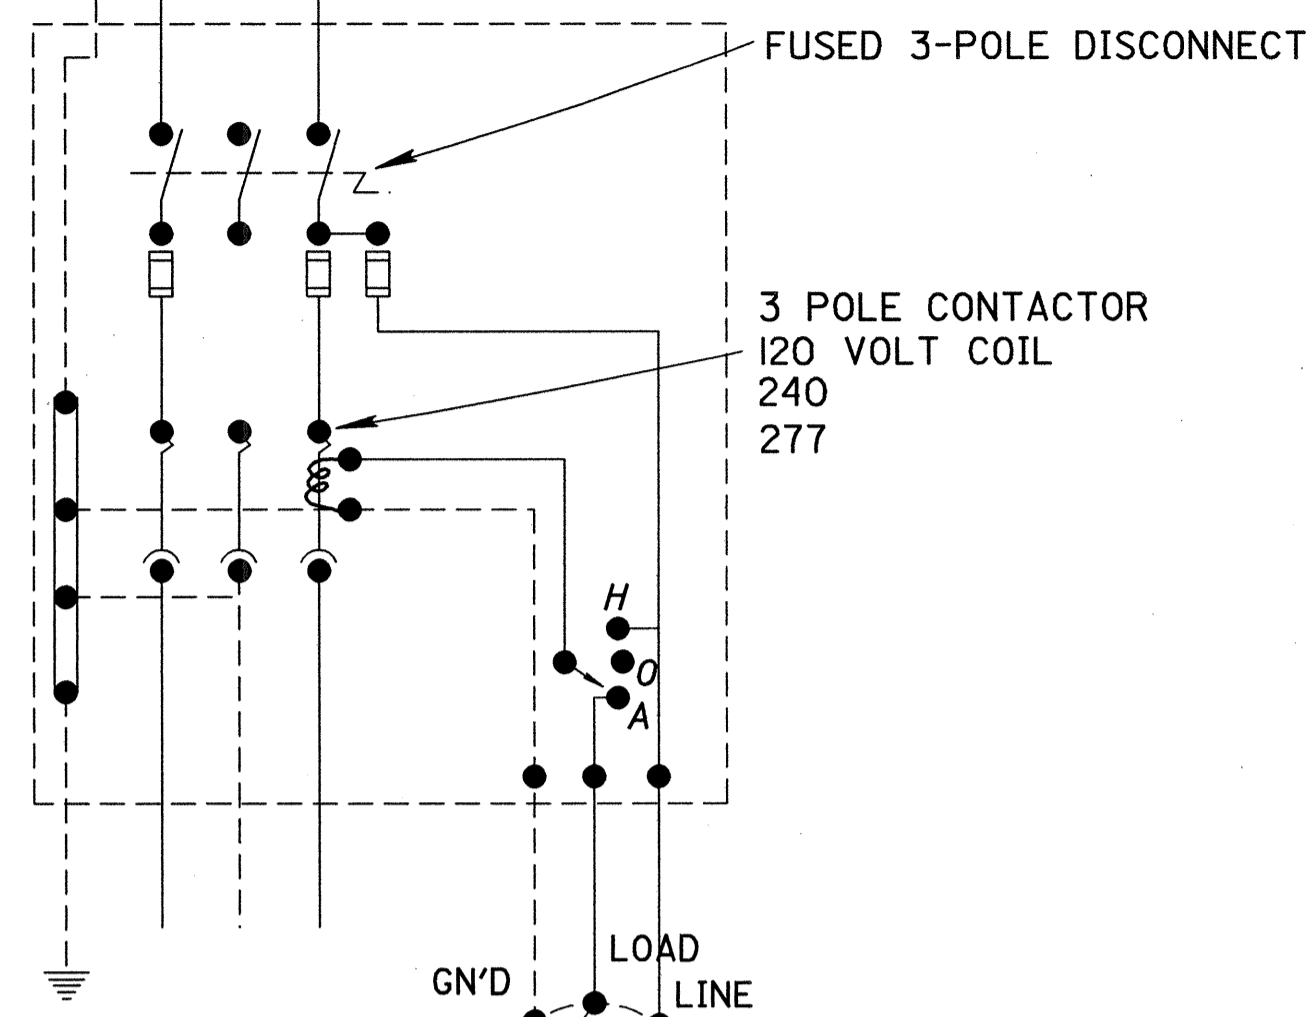 FUSED 3-POLE DISCONNECT
3 POLE CONTACTOR
120 VOLT COIL
240
277
H
O
A
LOAD
GN'D
LINE